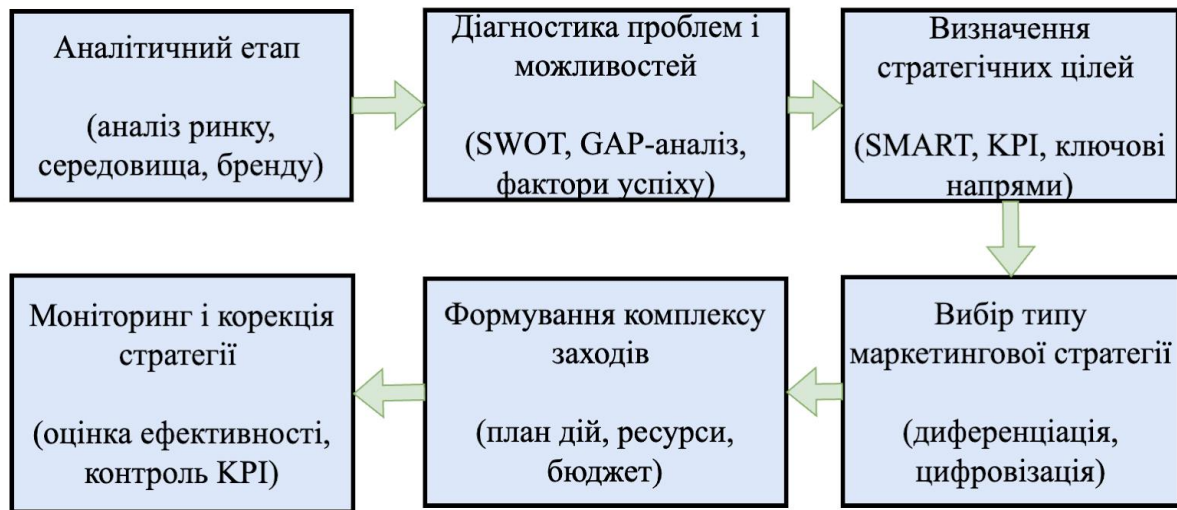 Аналітичний етап
(аналіз ринку,
середовища, бренду)
Діагностика проблем і
можливостей
(SWOT, GAP-аналіз,
фактори успіху)
Визначення
стратегічних цілей
(SMART, KPI, ключові
напрями)
Вибір типу
маркетингової стратегії
(диференціація,
цифровізація)
Формування комплексу
заходів
(план дій, ресурси,
бюджет)
Моніторинг і корекція
стратегії
(оцінка ефективності,
контроль KPI)